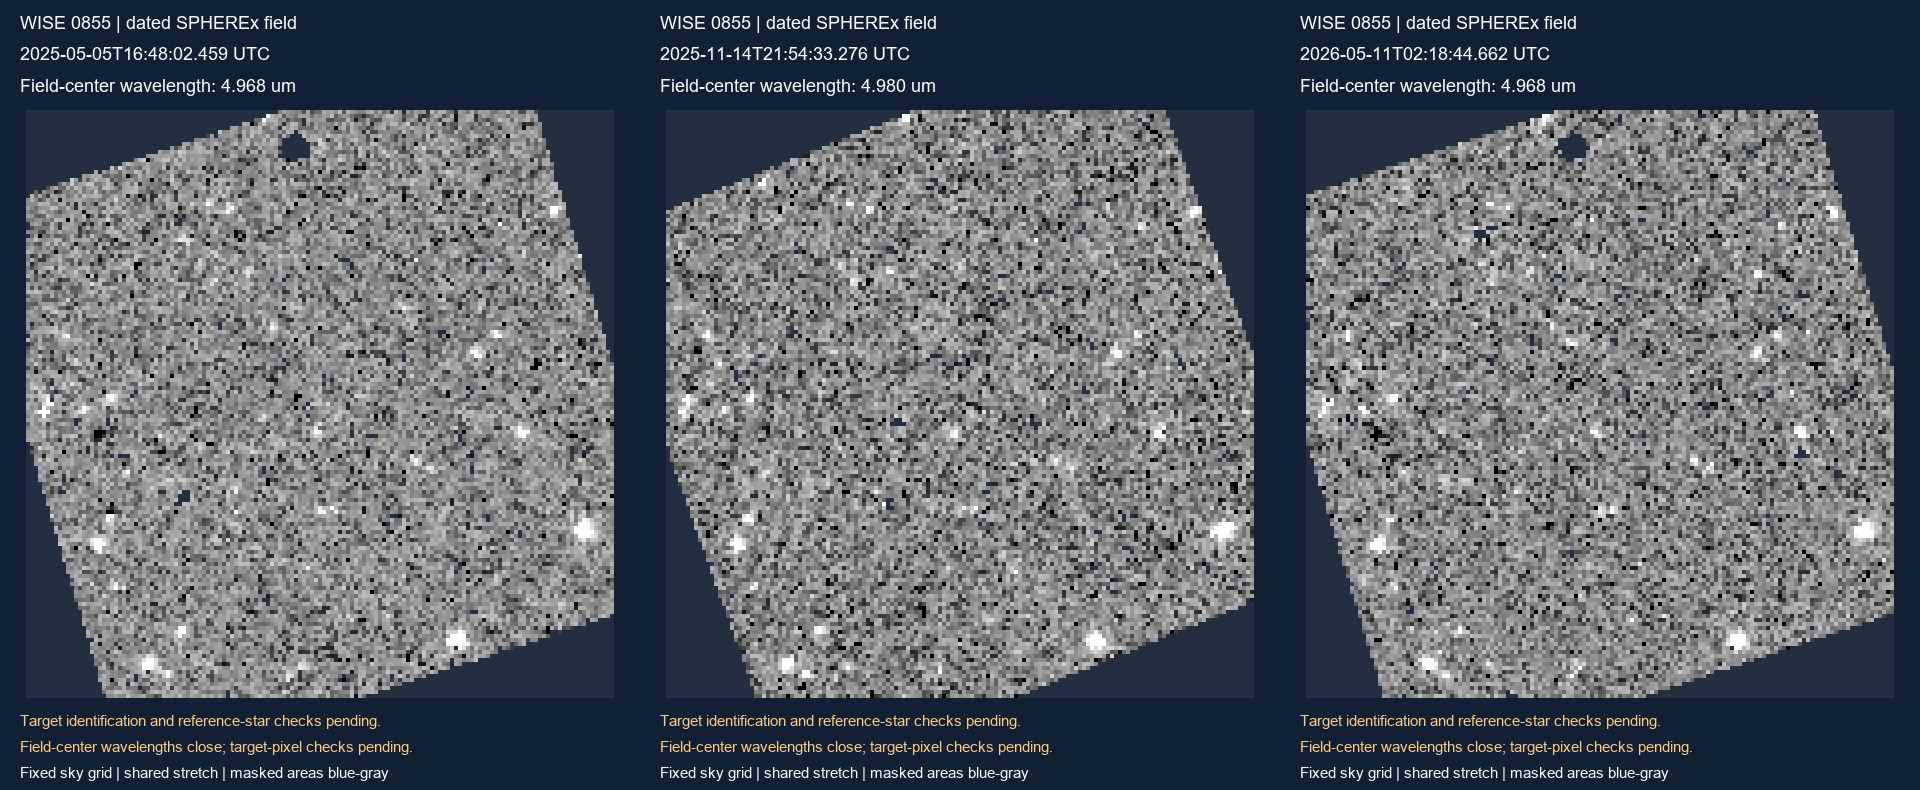 WISE 0855 | dated SPHEREx field
2025-05-05T16:48:02.459 UTC
Field-center wavelength: 4.968 um
Target identification and reference-star checks pending.
Field-center wavelengths close; target-pixel checks pending.
Fixed sky grid | shared stretch | masked areas blue-gray
WISE 0855 | dated SPHEREx field
2025-11-14T21:54:33.276 UTC
Field-center wavelength: 4.980 um
Target identification and reference-star checks pending.
Field-center wavelengths close; target-pixel checks pending.
Fixed sky grid | shared stretch | masked areas blue-gray
WISE 0855 | dated SPHEREx field
2026-05-11T02:18:44.662 UTC
Field-center wavelength: 4.968 um
Target identification and reference-star checks pending.
Field-center wavelengths close; target-pixel checks pending.
Fixed sky grid | shared stretch | masked areas blue-gray